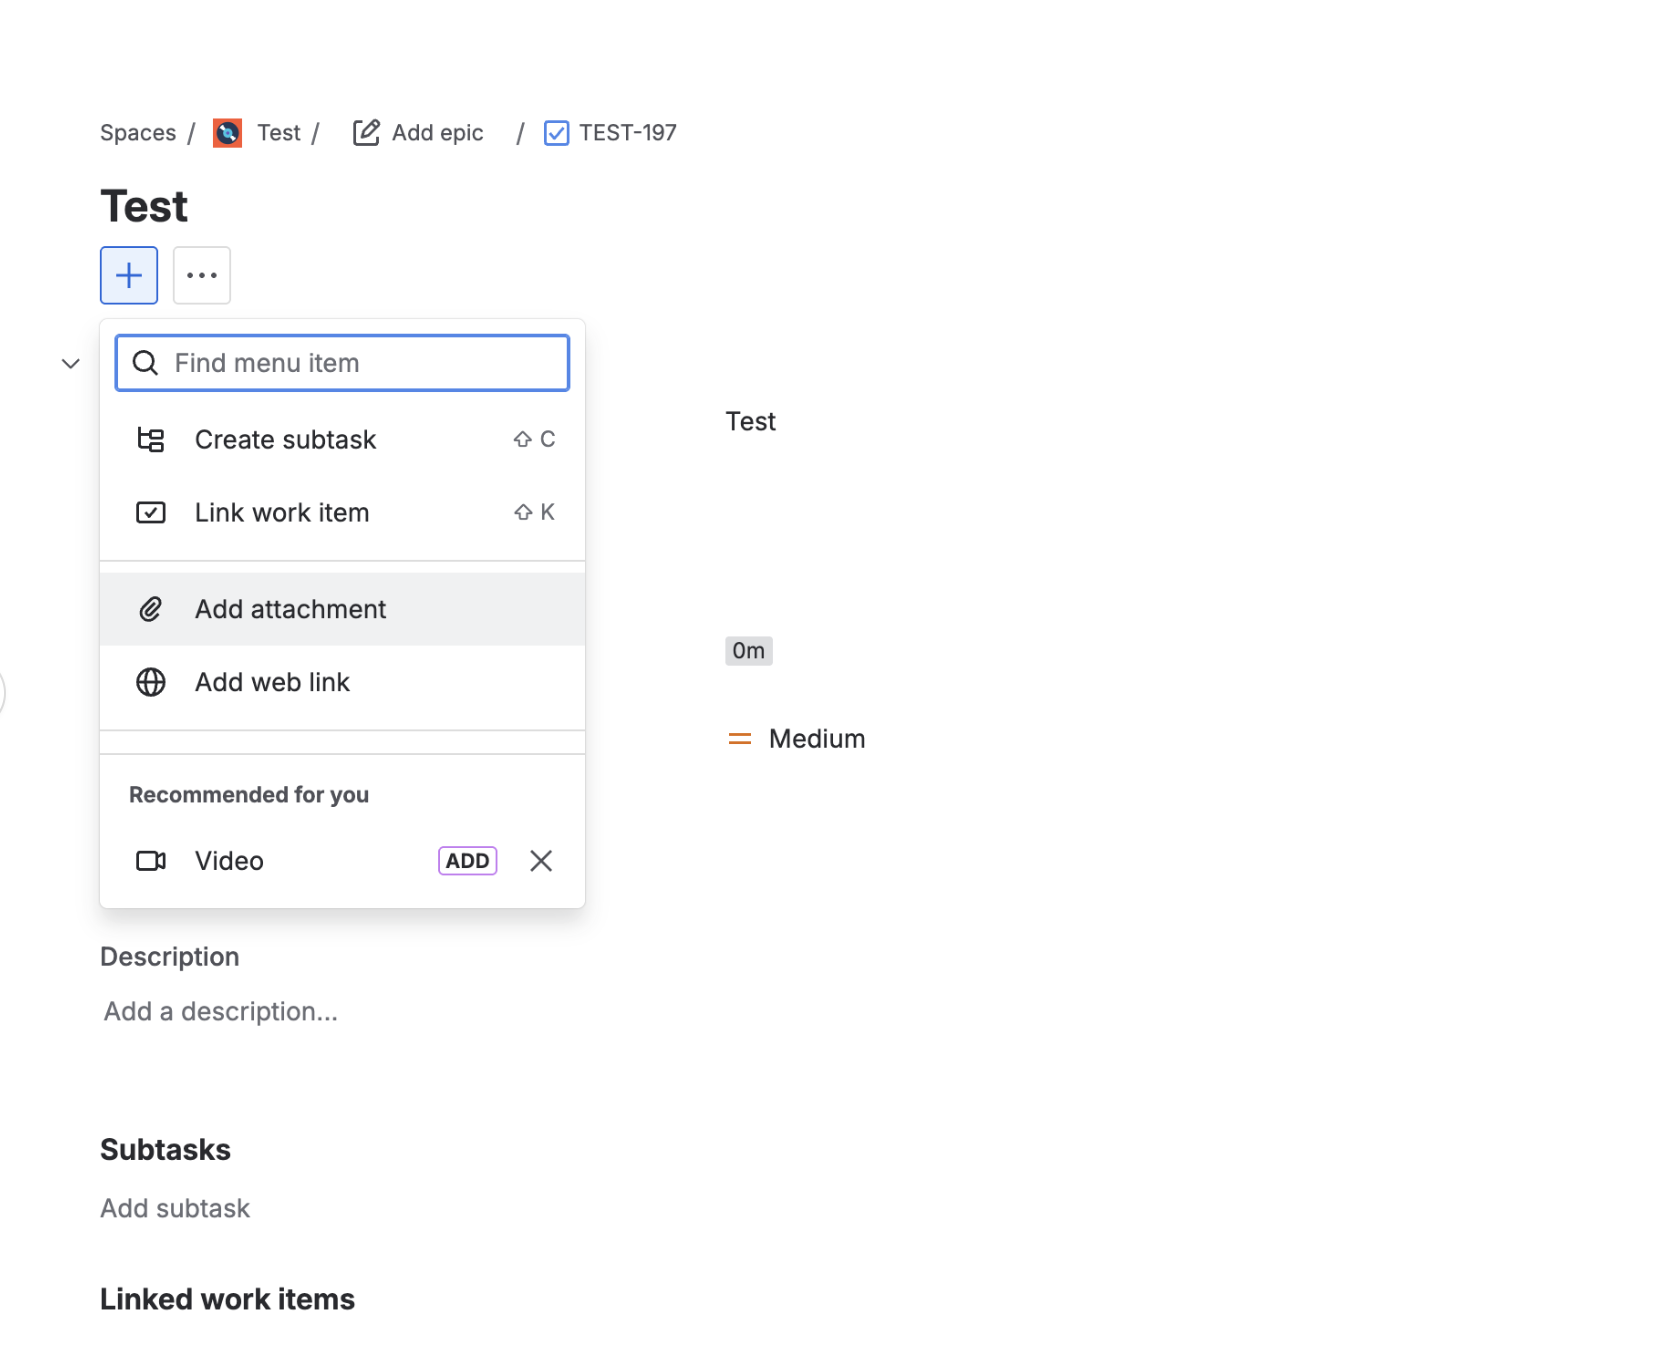 Spaces / Test / Add epic / TEST-197
Test
Find menu item
Create subtask C
Test
Link work item K
Add attachment
0m
Add web link
Medium
Recommended for you
Video ADD
Description
Add a description...
Subtasks
Add subtask
Linked work items